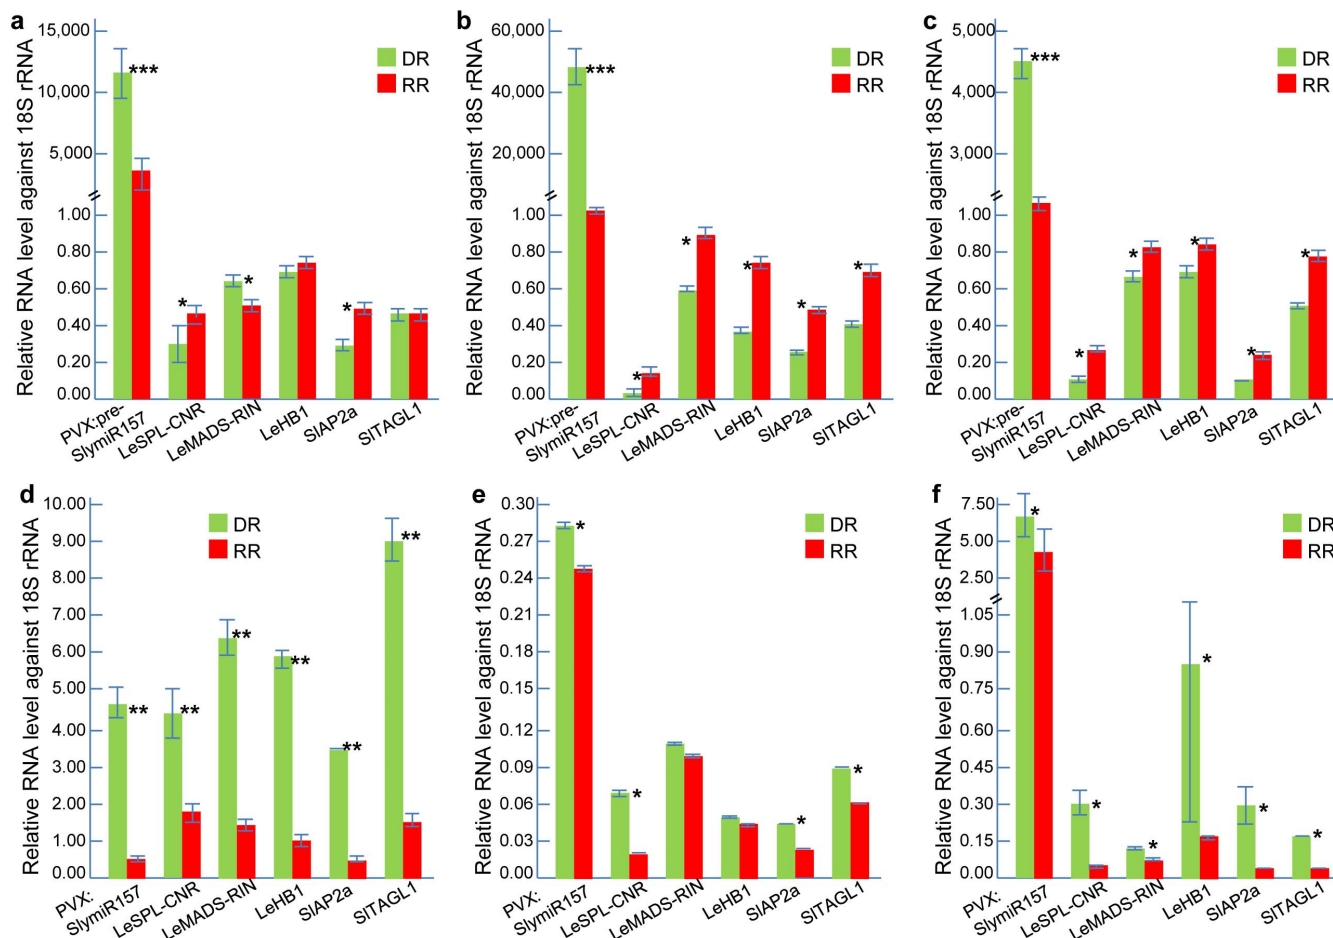 a
Relative RNA level against 18S rRNA
15,000
10,000
5,000
1.00
0.80
0.60
0.40
0.20
0.00
DR
RR
***
*
*
*
PVX:pre-
SlymiR157
LeSPL-CNR
LeMADS-RIN
LeHB1
SlAP2a
SlTAGL1
b
Relative RNA level against 18S rRNA
60,000
40,000
20,000
1.00
0.80
0.60
0.40
0.20
0.00
DR
RR
***
*
*
*
*
*
PVX:pre-
SlymiR157
LeSPL-CNR
LeMADS-RIN
LeHB1
SlAP2a
SlTAGL1
c
Relative RNA level against 18S rRNA
5,000
4,000
3,000
1.00
0.80
0.60
0.40
0.20
0.00
DR
RR
***
*
*
*
*
*
PVX:pre-
SlymiR157
LeSPL-CNR
LeMADS-RIN
LeHB1
SlAP2a
SlTAGL1
d
Relative RNA level against 18S rRNA
10.00
9.00
8.00
7.00
6.00
5.00
4.00
3.00
2.00
1.00
0.00
DR
RR
**
**
**
**
**
**
PVX:
SlymiR157
LeSPL-CNR
LeMADS-RIN
LeHB1
SlAP2a
SlTAGL1
e
Relative RNA level against 18S rRNA
0.30
0.27
0.24
0.21
0.18
0.15
0.12
0.09
0.06
0.03
0.00
DR
RR
*
*
*
*
PVX:
SlymiR157
LeSPL-CNR
LeMADS-RIN
LeHB1
SlAP2a
SlTAGL1
f
Relative RNA level against 18S rRNA
7.50
5.00
2.50
1.05
0.90
0.75
0.60
0.45
0.30
0.15
0.00
DR
RR
*
*
*
*
*
*
PVX:
SlymiR157
LeSPL-CNR
LeMADS-RIN
LeHB1
SlAP2a
SlTAGL1